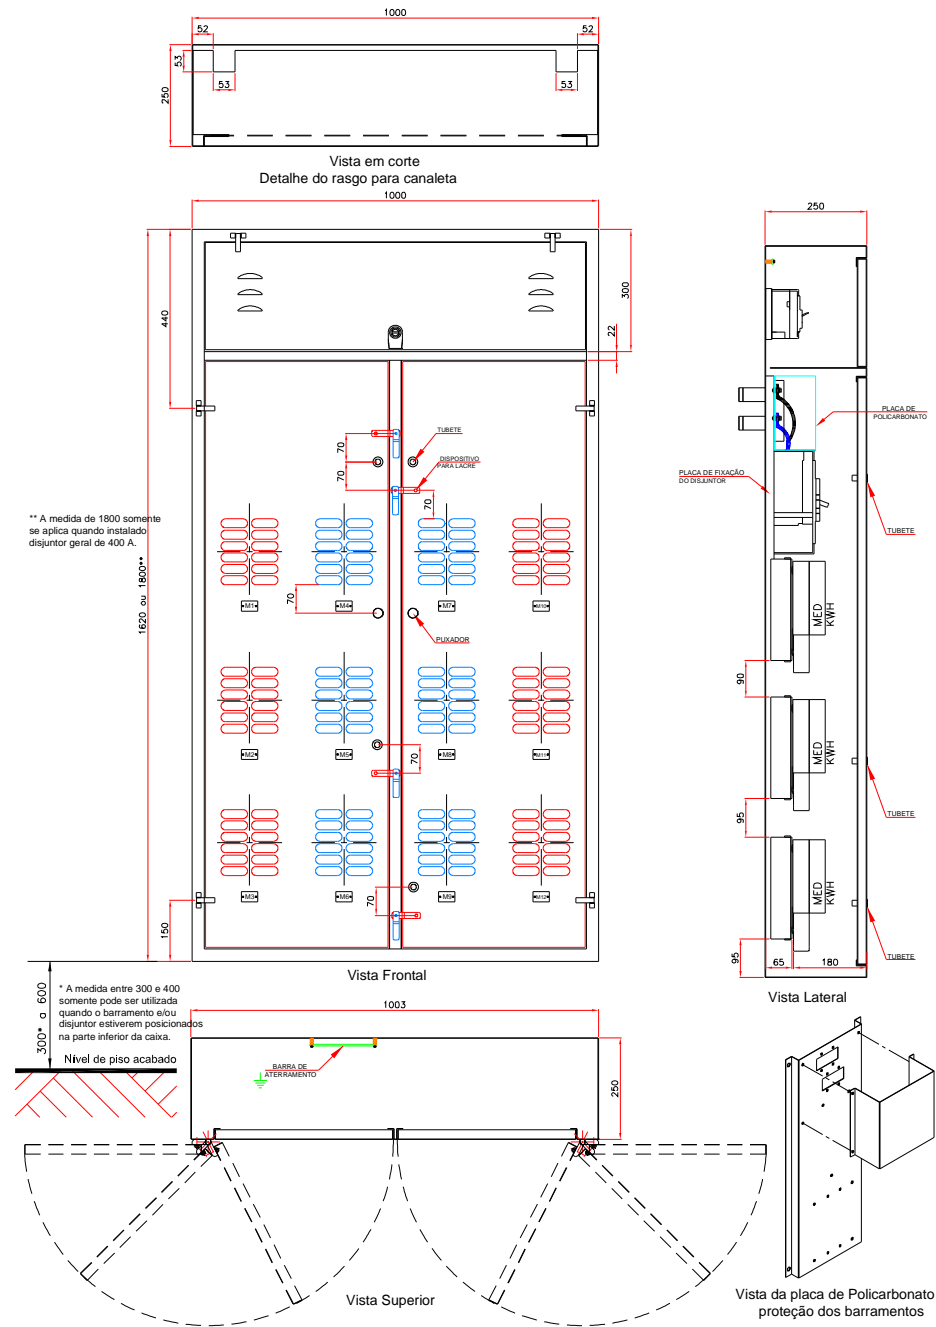 1000
52
52
53
250
53
53
Vista em corte
Detalhe do rasgo para canaleta
1000
250
440
300
22
70
TUBETE
70
DISPOSITIVO
PARA LACRE
70
PLACA DE
POLICARBONATO
PLACA DE FIXAÇÃO
DO DISJUNTOR
TUBETE
** A medida de 1800 somente
se aplica quando instalado
disjuntor geral de 400 A.
1620 ou 1800**
70
M1
M4
M7
M10
PUXADOR
MED
KWH
90
M2
M5
M8
M11
70
MED
KWH
95
TUBETE
M3
M6
M9
M12
70
150
MED
KWH
95
65
180
TUBETE
Vista Frontal
Vista Lateral
300* a 600
* A medida entre 300 e 400
somente pode ser utilizada
quando o barramento e/ou
disjuntor estiverem posicionados
na parte inferior da caixa.
Nível de piso acabado
1003
BARRA DE
ATERRAMENTO
250
Vista Superior
Vista da placa de Policarbonato
proteção dos barramentos